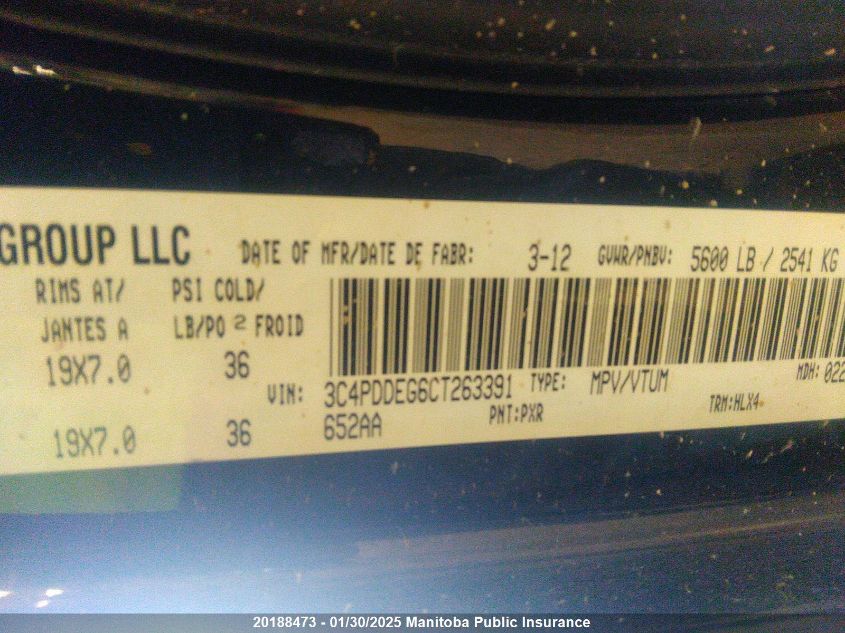 GROUP LLC DATE OF MFR/DATE DE FABR: 3-12 GVWR/PNBV: 5600 LB / 2541 KG
RIMS AT/ PSI COLD/
JANTES A LB/PO 2 FROID
19X7.0 36
VIN: 3C4PDDEG6CT263391 TYPE: MPV/VTUM MDH: 022
19X7.0 36 652AA PNT:PXR TRM:HLX4
20188473 - 01/30/2025 Manitoba Public Insurance